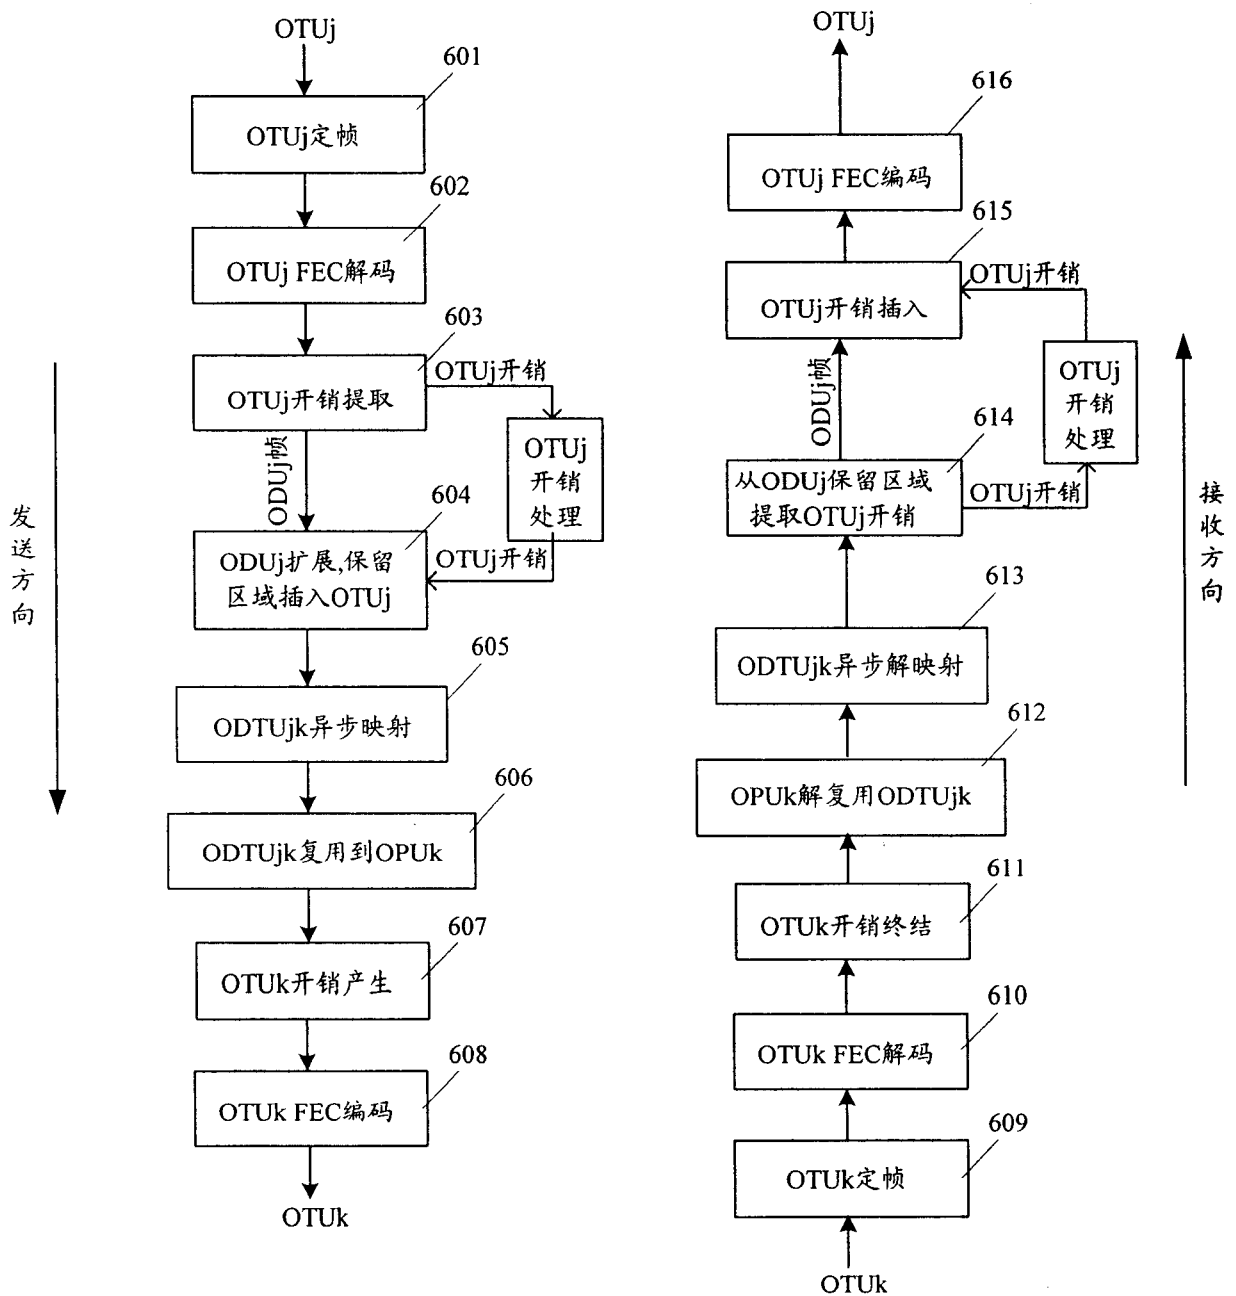 OTUj
601
OTUj定帧
602
OTUj FEC解码
603
OTUj开销提取
OTUj开销
ODUj帧
OTUj
开销
处理
604
OTUj开销
ODUj扩展,保留
区域插入OTUj
605
ODTUjk异步映射
606
ODTUjk复用到OPUk
607
OTUk开销产生
608
OTUk FEC编码
OTUk
发送方向
OTUj
616
OTUj FEC编码
615
OTUj开销
OTUj开销插入
OTUj
开销
处理
ODUj帧
614
从ODUj保留区域
提取OTUj开销
OTUj开销
613
ODTUjk异步解映射
612
OPUk解复用ODTUjk
611
OTUk开销终结
610
OTUk FEC解码
609
OTUk定帧
OTUk
接收方向